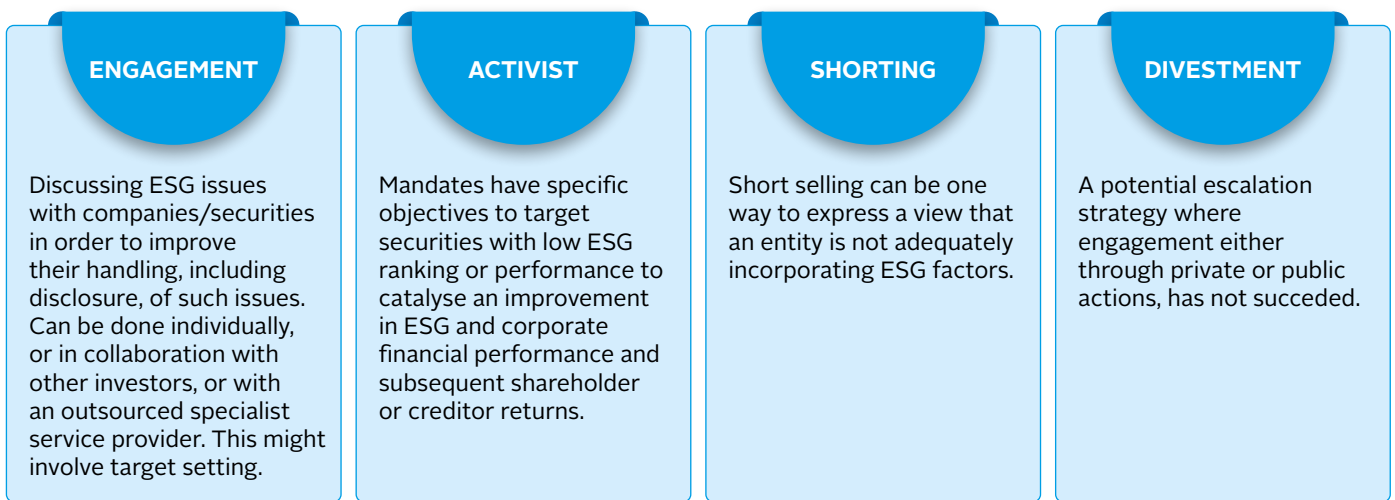 ENGAGEMENT
Discussing ESG issues
with companies/securities
in order to improve
their handling, including
disclosure, of such issues.
Can be done individually,
or in collaboration with
other investors, or with
an outsourced specialist
service provider. This might
involve target setting.
ACTIVIST
Mandates have specific
objectives to target
securities with low ESG
ranking or performance to
catalyse an improvement
in ESG and corporate
financial performance and
subsequent shareholder
or creditor returns.
SHORTING
Short selling can be one
way to express a view that
an entity is not adequately
incorporating ESG factors.
DIVESTMENT
A potential escalation
strategy where
engagement either
through private or public
actions, has not succeded.